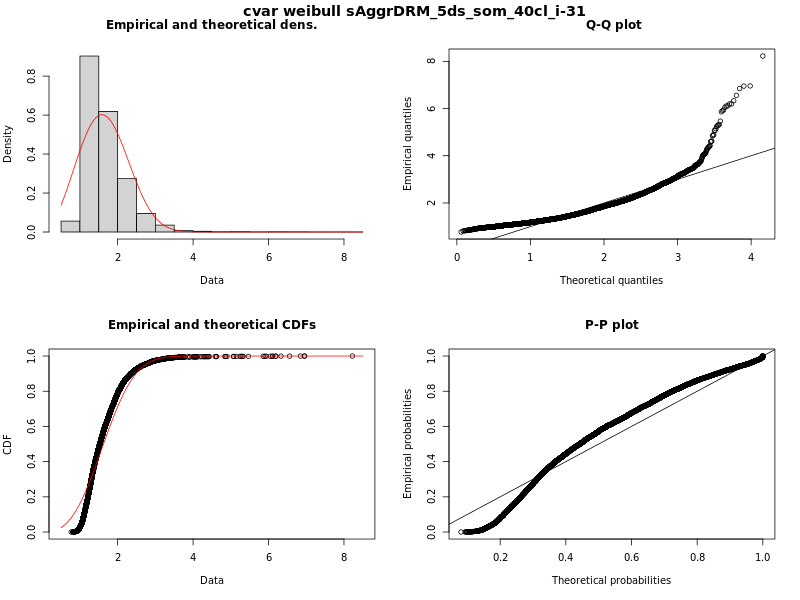 cvar weibull sAggrDRM_5ds_som_40cl_i-31
Empirical and theoretical dens.
Density
0.0 0.2 0.4 0.6 0.8
2 4 6 8
Data
Q-Q plot
Empirical quantiles
2 4 6 8
0 1 2 3 4
Theoretical quantiles
Empirical and theoretical CDFs
CDF
0.0 0.2 0.4 0.6 0.8 1.0
2 4 6 8
Data
P-P plot
Empirical probabilities
0.0 0.2 0.4 0.6 0.8 1.0
0.2 0.4 0.6 0.8 1.0
Theoretical probabilities